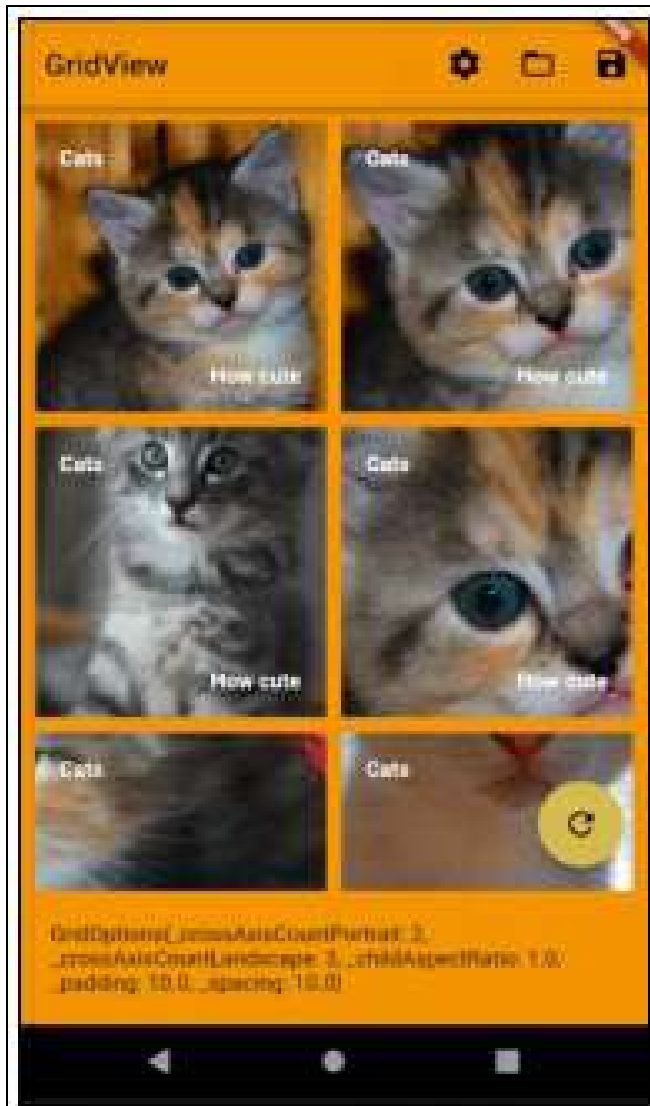 GridView
Cats Cats
How cute How cute
Cats Cats
How cute How cute
Cats Cats
GridOptions{_crossAxisCountPortrait: 2,
_crossAxisCountLandscape: 3, _childAspectRatio: 1.0,
_padding: 10.0, _spacing: 10.0}